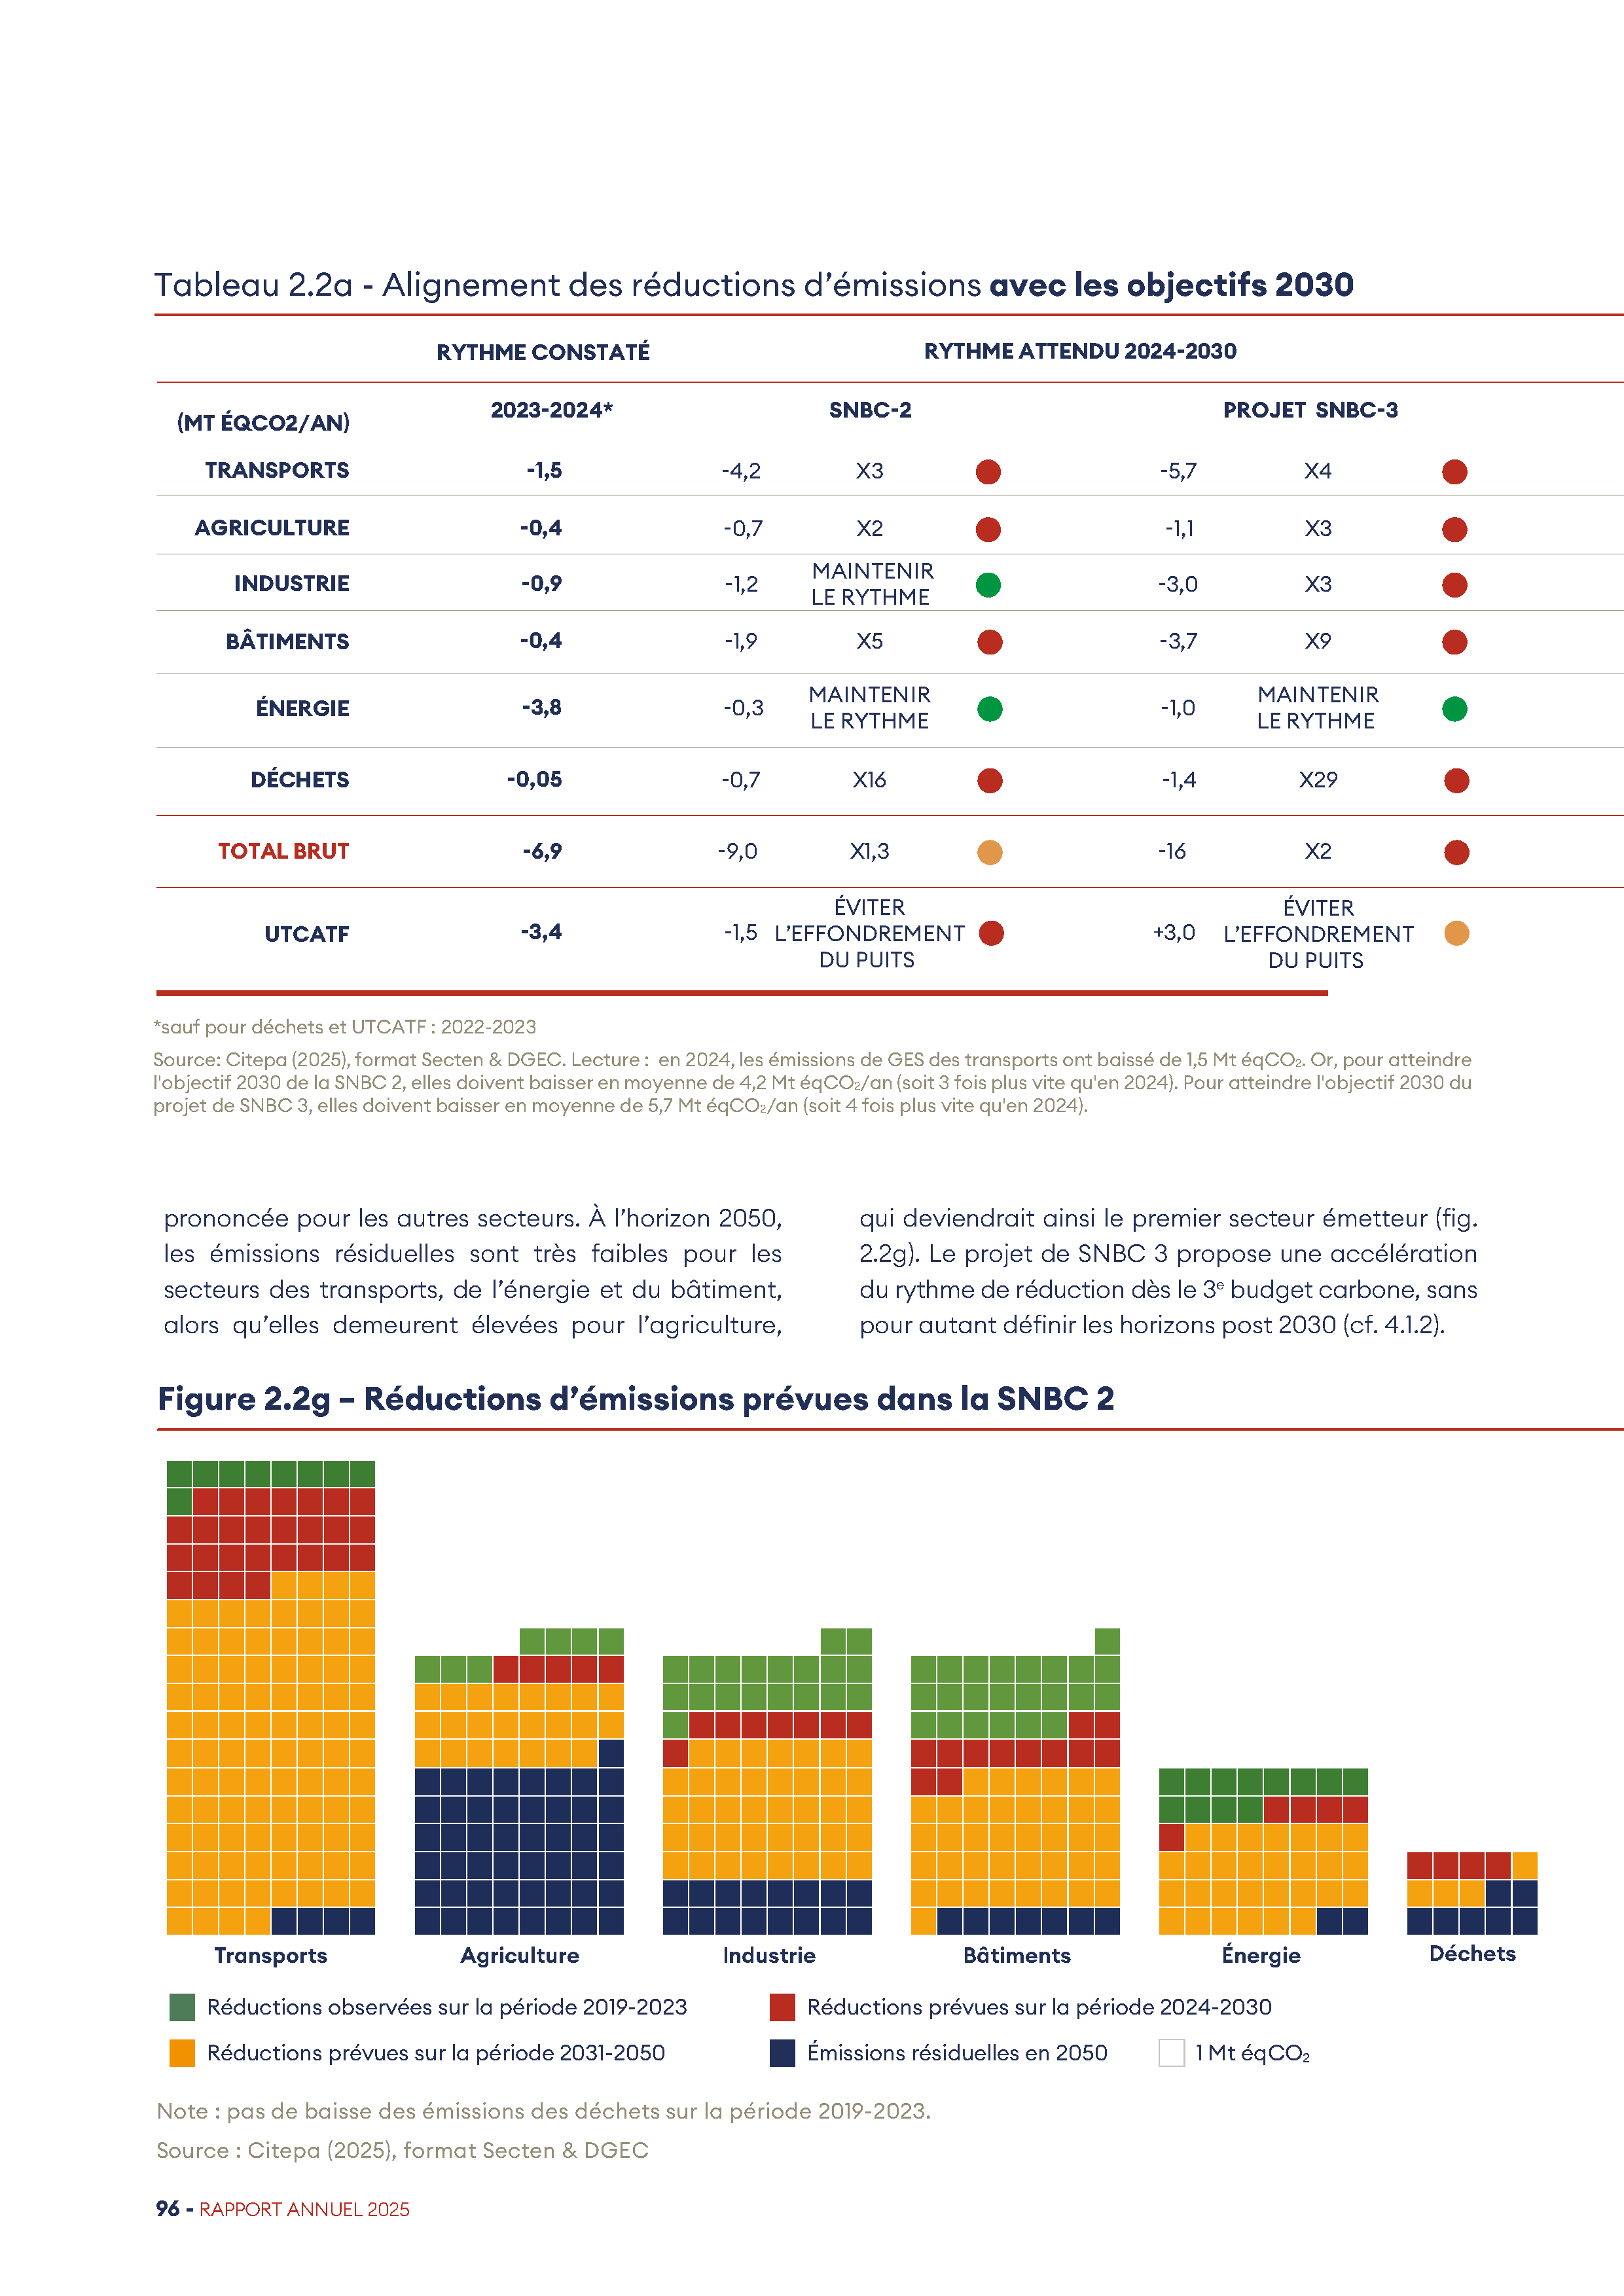 Tableau 2.2a - Alignement des réductions d’émissions avec les objectifs 2030
RYTHME CONSTATÉ RYTHME ATTENDU 2024-2030
(MT ÉQCO2/AN) 2023-2024* SNBC-2 PROJET SNBC-3
TRANSPORTS -1,5 -4,2 X3 -5,7 X4
AGRICULTURE -0,4 -0,7 X2 -1,1 X3
INDUSTRIE -0,9 -1,2 MAINTENIR LE RYTHME -3,0 X3
BÂTIMENTS -0,4 -1,9 X5 -3,7 X9
ÉNERGIE -3,8 -0,3 MAINTENIR LE RYTHME -1,0 MAINTENIR LE RYTHME
DÉCHETS -0,05 -0,7 X16 -1,4 X29
TOTAL BRUT -6,9 -9,0 X1,3 -16 X2
UTCATF -3,4 -1,5 ÉVITER L’EFFONDREMENT DU PUITS +3,0 ÉVITER L’EFFONDREMENT DU PUITS
*sauf pour déchets et UTCATF : 2022-2023
Source: Citepa (2025), format Secten & DGEC. Lecture : en 2024, les émissions de GES des transports ont baissé de 1,5 Mt éqCO₂. Or, pour atteindre
l'objectif 2030 de la SNBC 2, elles doivent baisser en moyenne de 4,2 Mt éqCO₂/an (soit 3 fois plus vite qu'en 2024). Pour atteindre l'objectif 2030 du
projet de SNBC 3, elles doivent baisser en moyenne de 5,7 Mt éqCO₂/an (soit 4 fois plus vite qu'en 2024).
prononcée pour les autres secteurs. À l’horizon 2050,
les émissions résiduelles sont très faibles pour les
secteurs des transports, de l’énergie et du bâtiment,
alors qu’elles demeurent élevées pour l’agriculture,
qui deviendrait ainsi le premier secteur émetteur (fig.
2.2g). Le projet de SNBC 3 propose une accélération
du rythme de réduction dès le 3ᵉ budget carbone, sans
pour autant définir les horizons post 2030 (cf. 4.1.2).
Figure 2.2g – Réductions d’émissions prévues dans la SNBC 2
Transports Agriculture Industrie Bâtiments Énergie Déchets
Réductions observées sur la période 2019-2023 Réductions prévues sur la période 2024-2030
Réductions prévues sur la période 2031-2050 Émissions résiduelles en 2050 1 Mt éqCO₂
Note : pas de baisse des émissions des déchets sur la période 2019-2023.
Source : Citepa (2025), format Secten & DGEC
96 - RAPPORT ANNUEL 2025